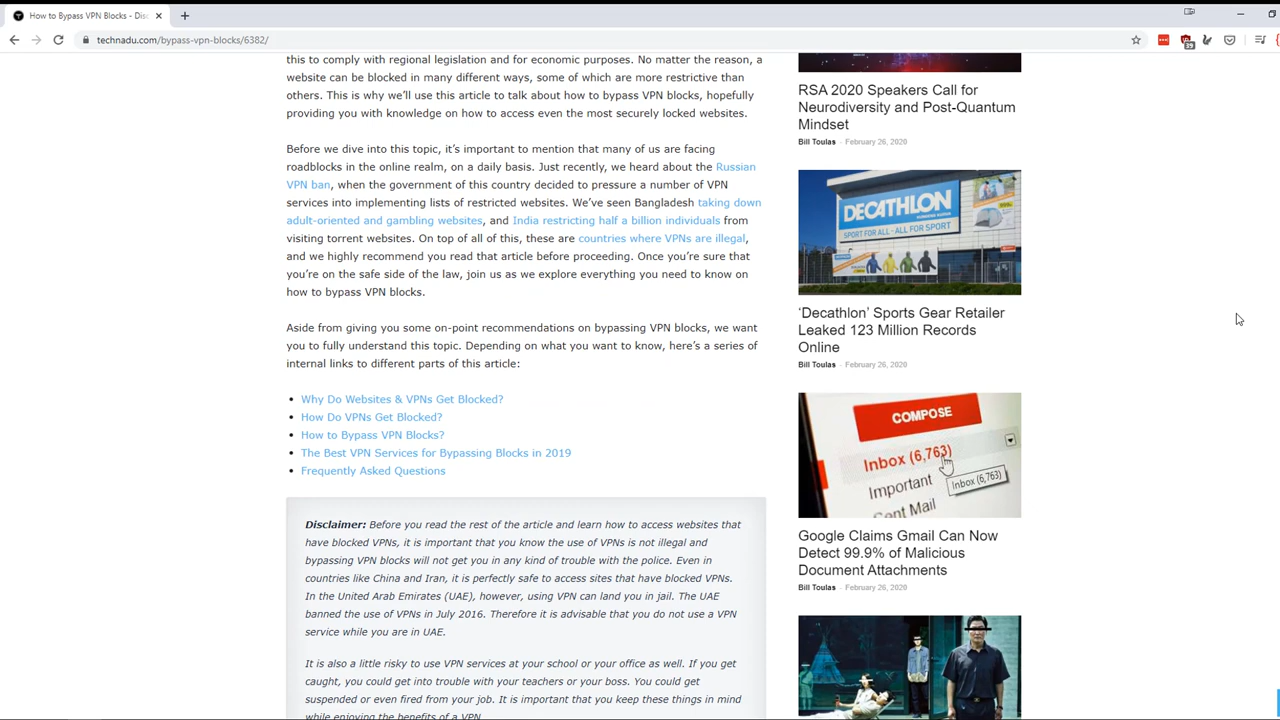 How to Bypass VPN Blocks - Disc
technadu.com/bypass-vpn-blocks/6382/
39
this to comply with regional legislation and for economic purposes. No matter the reason, a
website can be blocked in many different ways, some of which are more restrictive than
others. This is why we'll use this article to talk about how to bypass VPN blocks, hopefully
providing you with knowledge on how to access even the most securely locked websites.
Before we dive into this topic, it's important to mention that many of us are facing
roadblocks in the online realm, on a daily basis. Just recently, we heard about the Russian
VPN ban, when the government of this country decided to pressure a number of VPN
services into implementing lists of restricted websites. We've seen Bangladesh taking down
adult-oriented and gambling websites, and India restricting half a billion individuals from
visiting torrent websites. On top of all of this, these are countries where VPNs are illegal,
and we highly recommend you read that article before proceeding. Once you're sure that
you're on the safe side of the law, join us as we explore everything you need to know on
how to bypass VPN blocks.
Aside from giving you some on-point recommendations on bypassing VPN blocks, we want
you to fully understand this topic. Depending on what you want to know, here's a series of
internal links to different parts of this article:
Why Do Websites & VPNs Get Blocked?
How Do VPNs Get Blocked?
How to Bypass VPN Blocks?
The Best VPN Services for Bypassing Blocks in 2019
Frequently Asked Questions
Disclaimer: Before you read the rest of the article and learn how to access websites that
have blocked VPNs, it is important that you know the use of VPNs is not illegal and
bypassing VPN blocks will not get you in any kind of trouble with the police. Even in
countries like China and Iran, it is perfectly safe to access sites that have blocked VPNs.
In the United Arab Emirates (UAE), however, using VPN can land you in jail. The UAE
banned the use of VPNs in July 2016. Therefore it is advisable that you do not use a VPN
service while you are in UAE.
It is also a little risky to use VPN services at your school or your office as well. If you get
caught, you could get into trouble with your teachers or your boss. You could get
suspended or even fired from your job. It is important that you keep these things in mind
while enjoying the benefits of a VPN.
RSA 2020 Speakers Call for
Neurodiversity and Post-Quantum
Mindset
Bill Toulas - February 26, 2020
DECATHLON
SPORT FOR ALL - ALL FOR SPORT
DECATHLON
'Decathlon' Sports Gear Retailer
Leaked 123 Million Records
Online
Bill Toulas - February 26, 2020
COMPOSE
Inbox (6,763)
Inbox (6,763)
Important
Sent Mail
Google Claims Gmail Can Now
Detect 99.9% of Malicious
Document Attachments
Bill Toulas - February 26, 2020